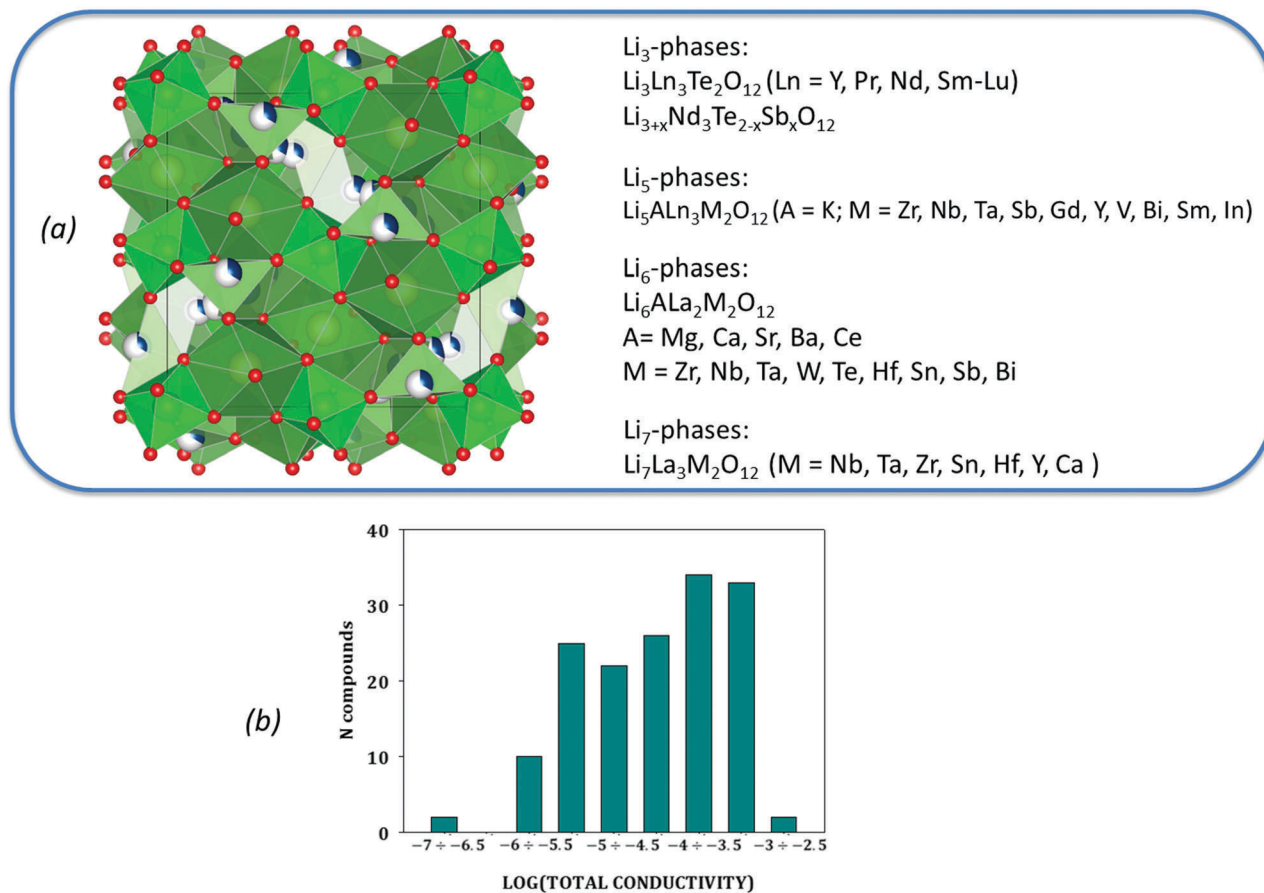 (a)
Li₃-phases:
Li₃Ln₃Te₂O₁₂ (Ln = Y, Pr, Nd, Sm-Lu)
Li₃₊ₓNd₃Te₂₋ₓSbₓO₁₂
Li₅-phases:
Li₅ALn₃M₂O₁₂ (A = K; M = Zr, Nb, Ta, Sb, Gd, Y, V, Bi, Sm, In)
Li₆-phases:
Li₆ALa₂M₂O₁₂
A= Mg, Ca, Sr, Ba, Ce
M = Zr, Nb, Ta, W, Te, Hf, Sn, Sb, Bi
Li₇-phases:
Li₇La₃M₂O₁₂ (M = Nb, Ta, Zr, Sn, Hf, Y, Ca )
(b)
N compounds
40
30
20
10
0
−7 ÷ −6.5 −6 ÷ −5.5 −5 ÷ −4.5 −4 ÷ −3.5 −3 ÷ −2.5
LOG(TOTAL CONDUCTIVITY)